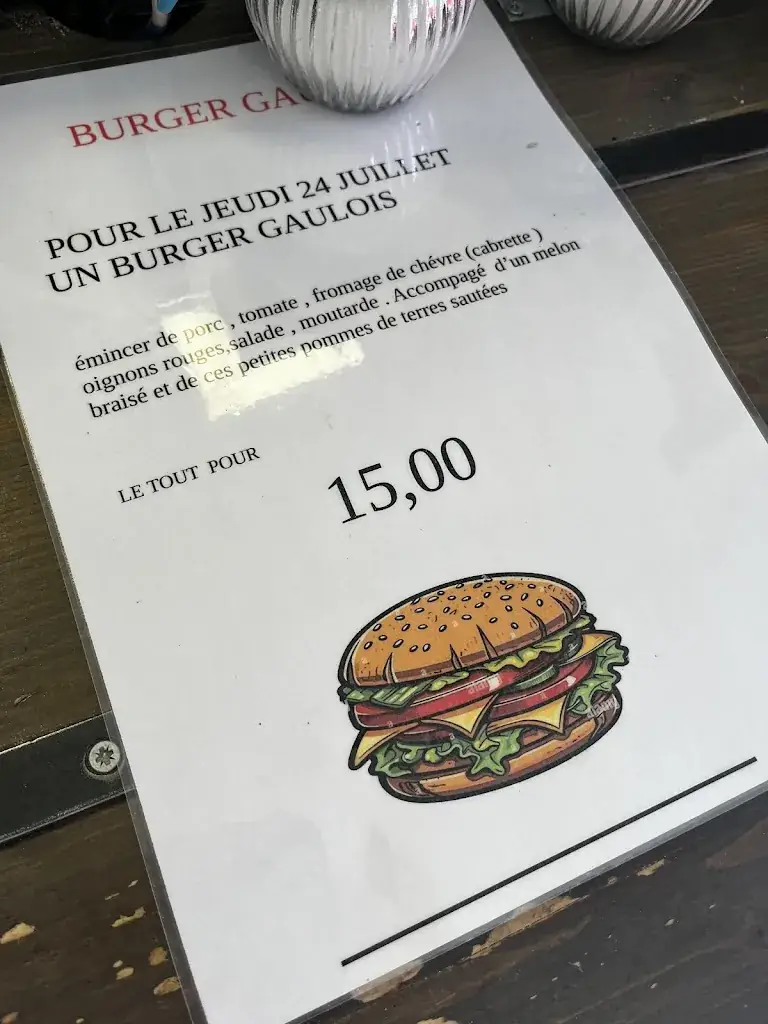 BURGER
POUR LE JEUDI 24 JUILLET
UN BURGER GAULOIS
émincer de porc , tomate , fromage de chévre (cabrette )
oignons rouges,salade , moutarde . Accompagé d'un melon
braisé et de ces petites pommes de terres sautées
LE TOUT POUR
15,00